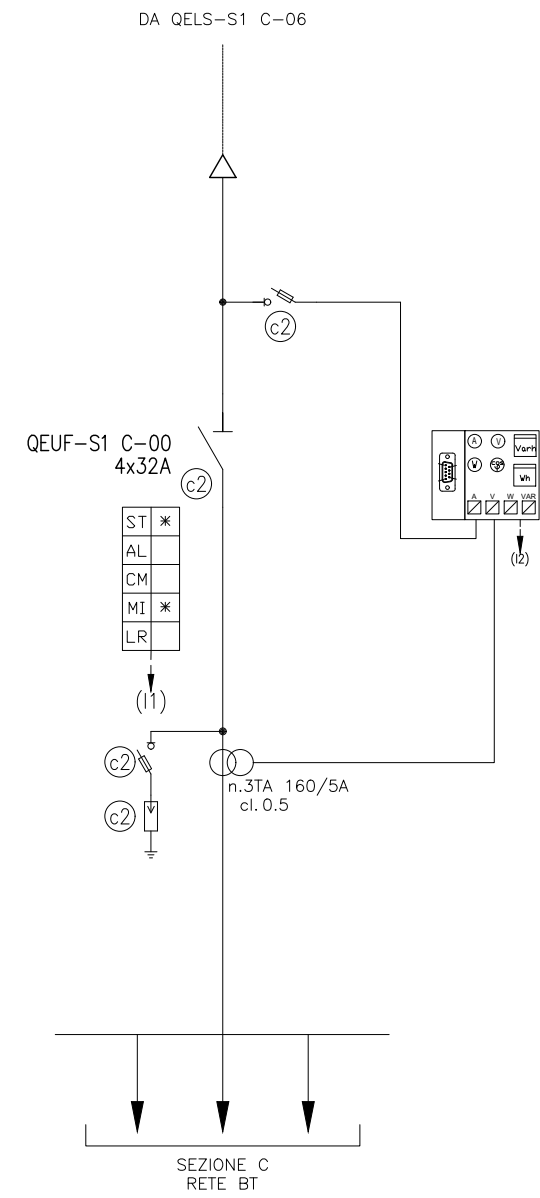 DA QELS-S1 C-06
c2
QEUF-S1 C-00
4x32A
c2
A V Varh
W cosφ Wh
A V W VAR
(I2)
ST *
AL
CM
MI *
LR
(I1)
c2
n.3TA 160/5A
cl.0.5
c2
SEZIONE C
RETE BT